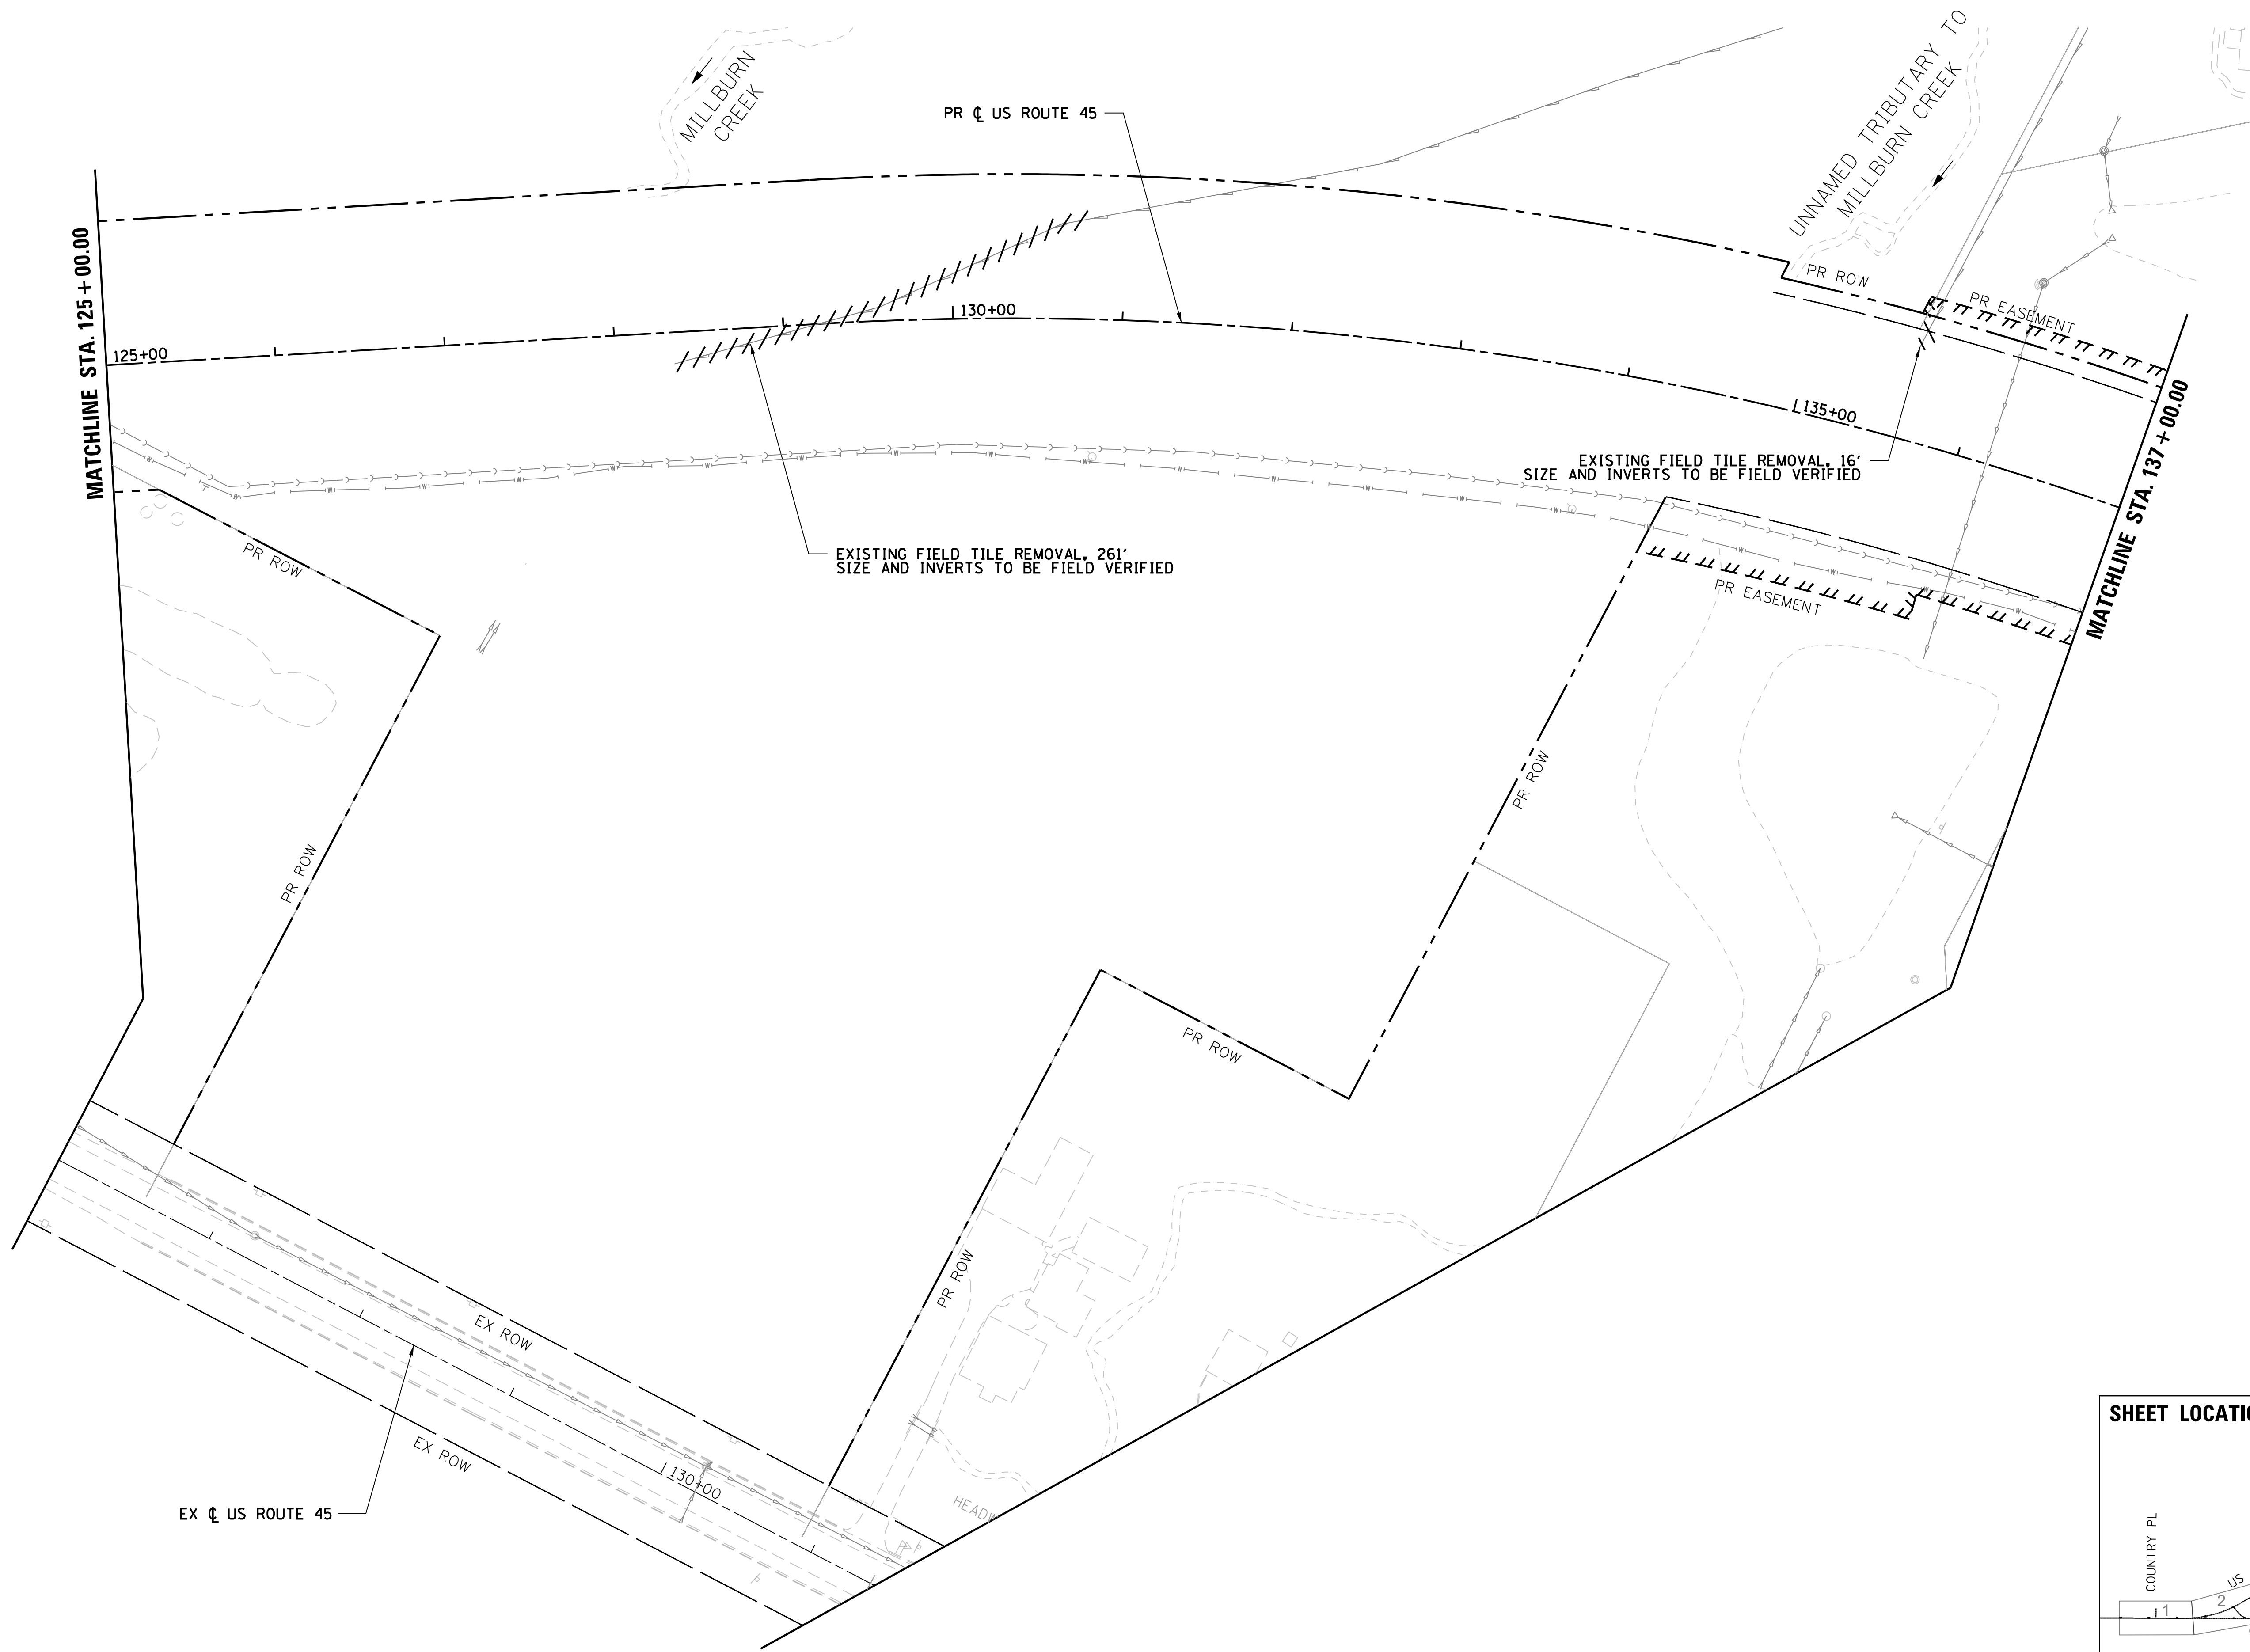 MILLBURN
CREEK
PR ℄ US ROUTE 45
UNNAMED TRIBUTARY TO
MILLBURN CREEK
MATCHLINE STA. 125+00.00
125+00
130+00
PR ROW
PR EASEMENT
135+00
MATCHLINE STA. 137+00.00
EXISTING FIELD TILE REMOVAL, 16'
SIZE AND INVERTS TO BE FIELD VERIFIED
EXISTING FIELD TILE REMOVAL, 261'
SIZE AND INVERTS TO BE FIELD VERIFIED
PR ROW
PR EASEMENT
PR ROW
PR ROW
PR ROW
PR ROW
EX ROW
EX ROW
130+00
EX ℄ US ROUTE 45
HEADW
SHEET LOCATIO
COUNTRY PL
US
1
2